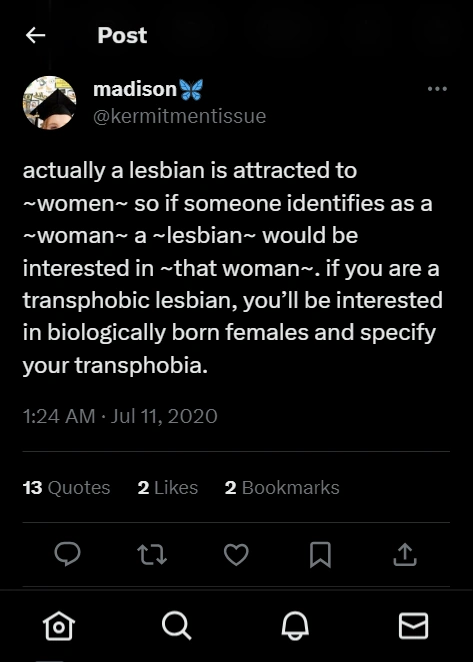 Post
madison🦋
@kermitmentissue
actually a lesbian is attracted to
~women~ so if someone identifies as a
~woman~ a ~lesbian~ would be
interested in ~that woman~. if you are a
transphobic lesbian, you’ll be interested
in biologically born females and specify
your transphobia.
1:24 AM · Jul 11, 2020
13 Quotes 2 Likes 2 Bookmarks